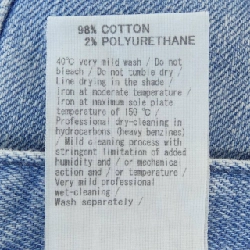 98% COTTON
2% POLYURETHANE
40℃ very mild wash / Do not
bleach / Do not tumble dry /
Line drying in the shade /
Iron at moderate temperature /
Iron at maximum sole plate
temperature of 150 ℃ /
Professional dry-cleaning in
hydrocarbons (heavy benzines)
/ Mild cleaning process with
stringent limitation of added
humidity and / or mechanical
action and / or temperature /
Very mild professional
wet-cleaning /
Wash separately /